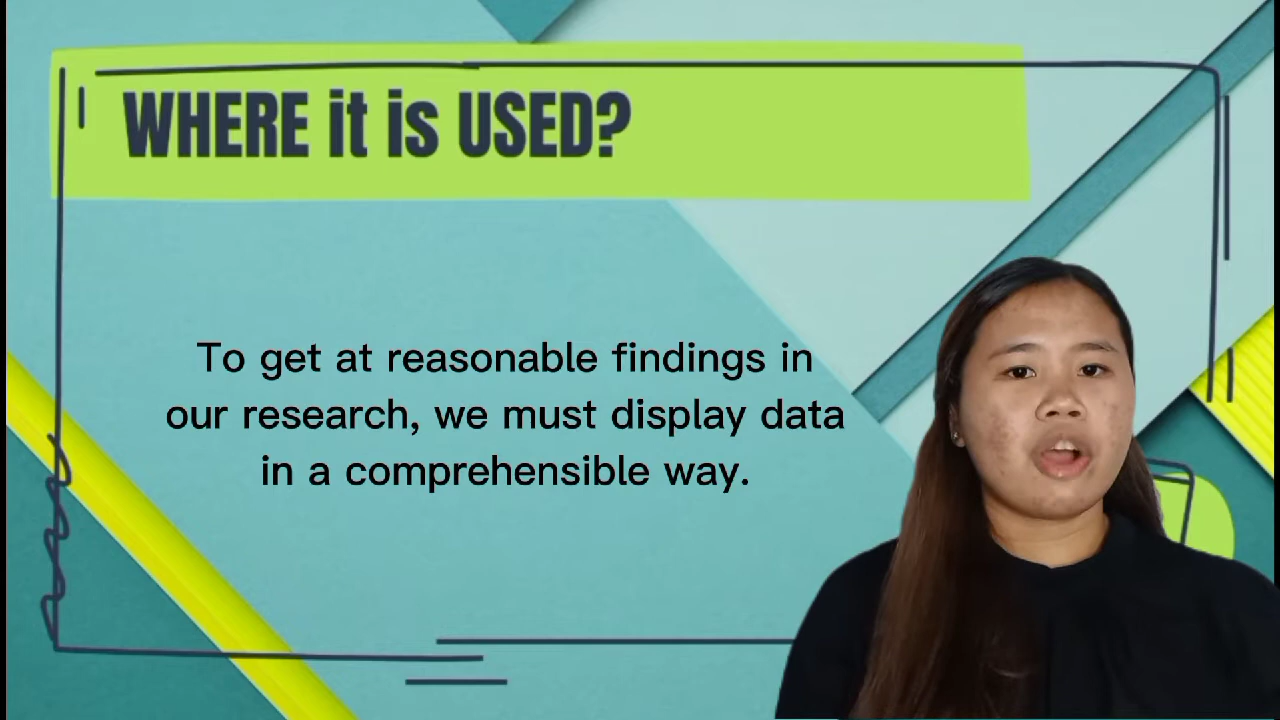 WHERE it is USED?
To get at reasonable findings in
our research, we must display data
in a comprehensible way.